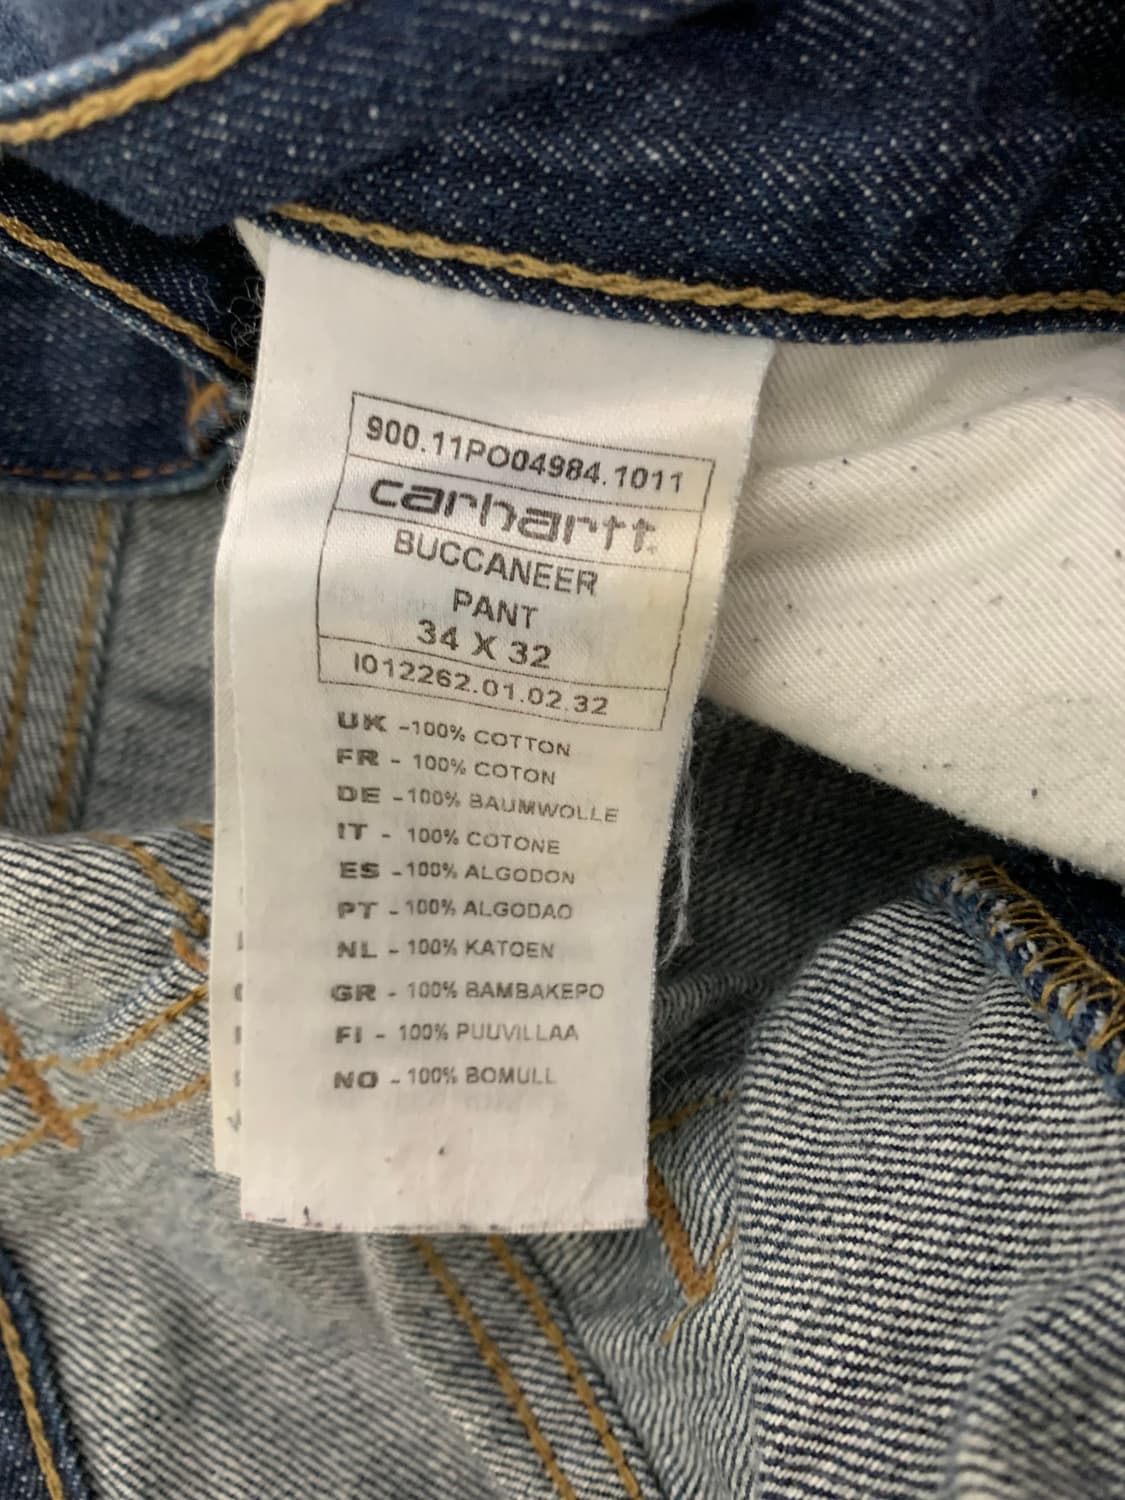 900.11PO04984.1011
carhartt
BUCCANEER
PANT
34 X 32
I012262.01.02.32
UK -100% COTTON
FR - 100% COTON
DE -100% BAUMWOLLE
IT - 100% COTONE
ES -100% ALGODON
PT - 100% ALGODAO
NL - 100% KATOEN
GR - 100% BAMBAKEPO
FI - 100% PUUVILLAA
NO - 100% BOMULL